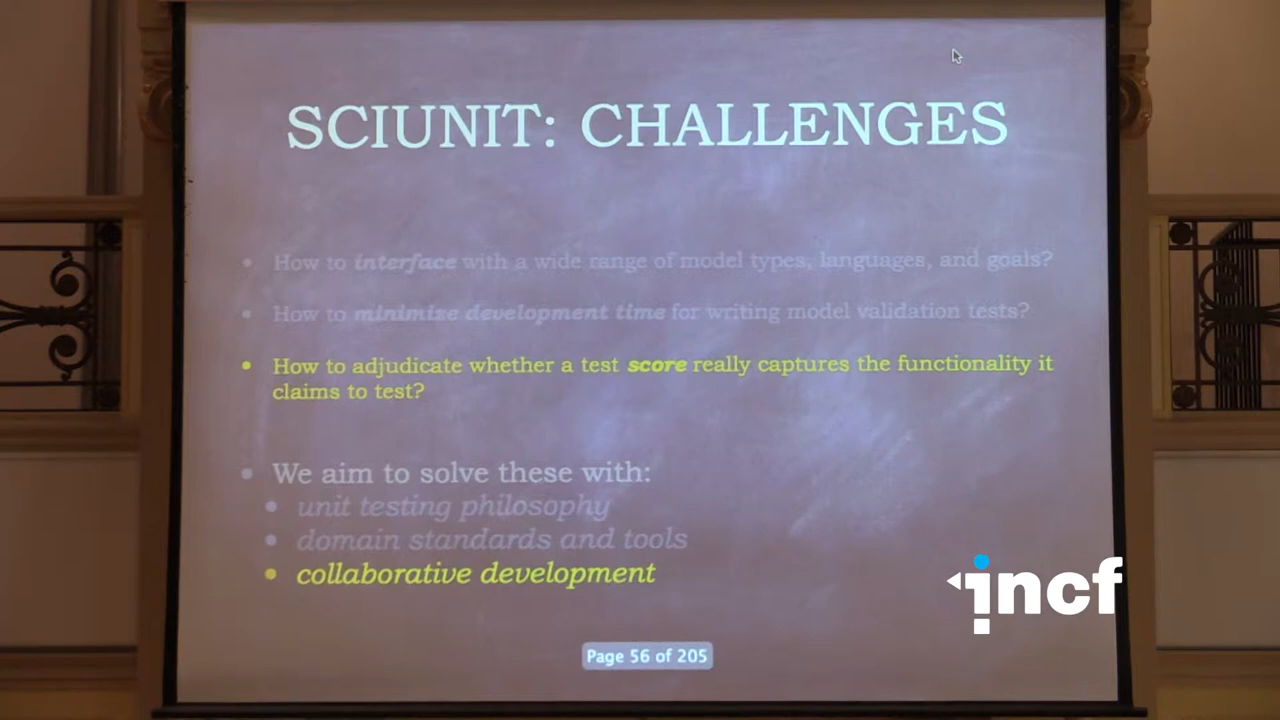 SCIUNIT: CHALLENGES
• How to interface with a wide range of model types, languages, and goals?
• How to minimize development time for writing model validation tests?
• How to adjudicate whether a test score really captures the functionality it
claims to test?
• We aim to solve these with:
• unit testing philosophy
• domain standards and tools
• collaborative development
incf
Page 56 of 205